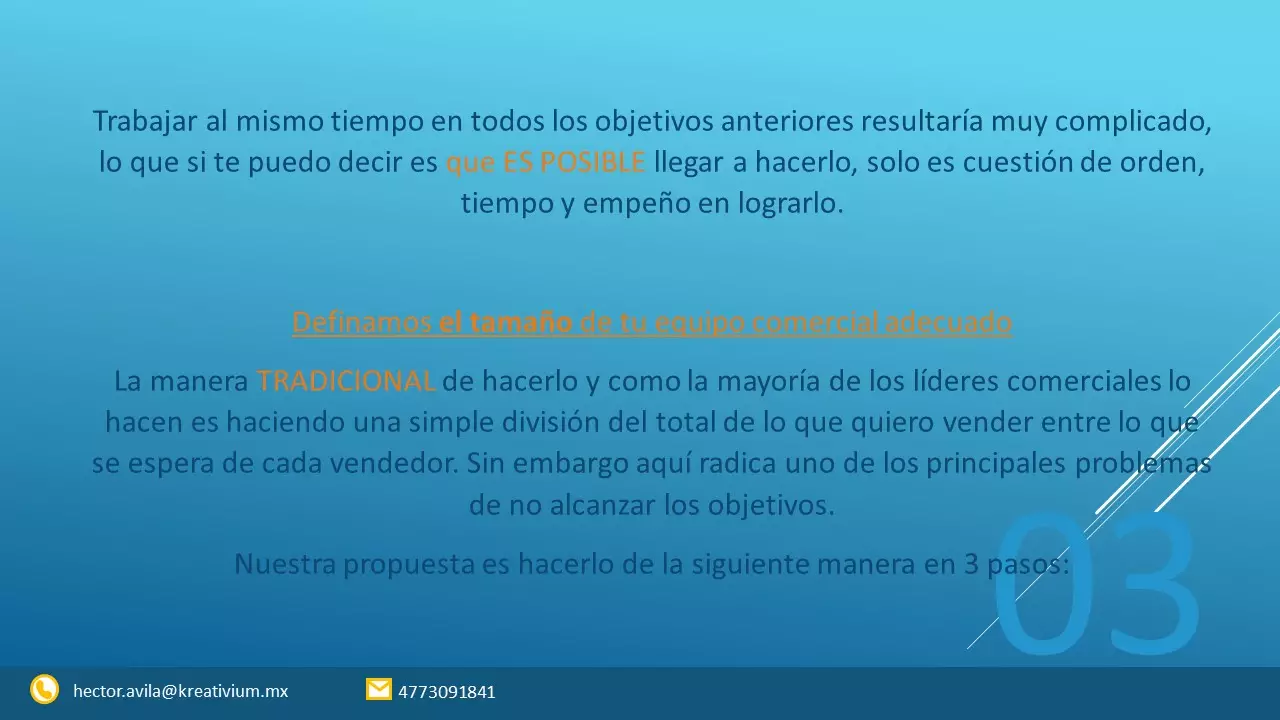 Trabajar al mismo tiempo en todos los objetivos anteriores resultaría muy complicado,
lo que si te puedo decir es que ES POSIBLE llegar a hacerlo, solo es cuestión de orden,
tiempo y empeño en lograrlo.
Definamos el tamaño de tu equipo comercial adecuado
La manera TRADICIONAL de hacerlo y como la mayoría de los líderes comerciales lo
hacen es haciendo una simple división del total de lo que quiero vender entre lo que
se espera de cada vendedor. Sin embargo aquí radica uno de los principales problemas
de no alcanzar los objetivos.
Nuestra propuesta es hacerlo de la siguiente manera en 3 pasos:
03
hector.avila@kreativium.mx
4773091841